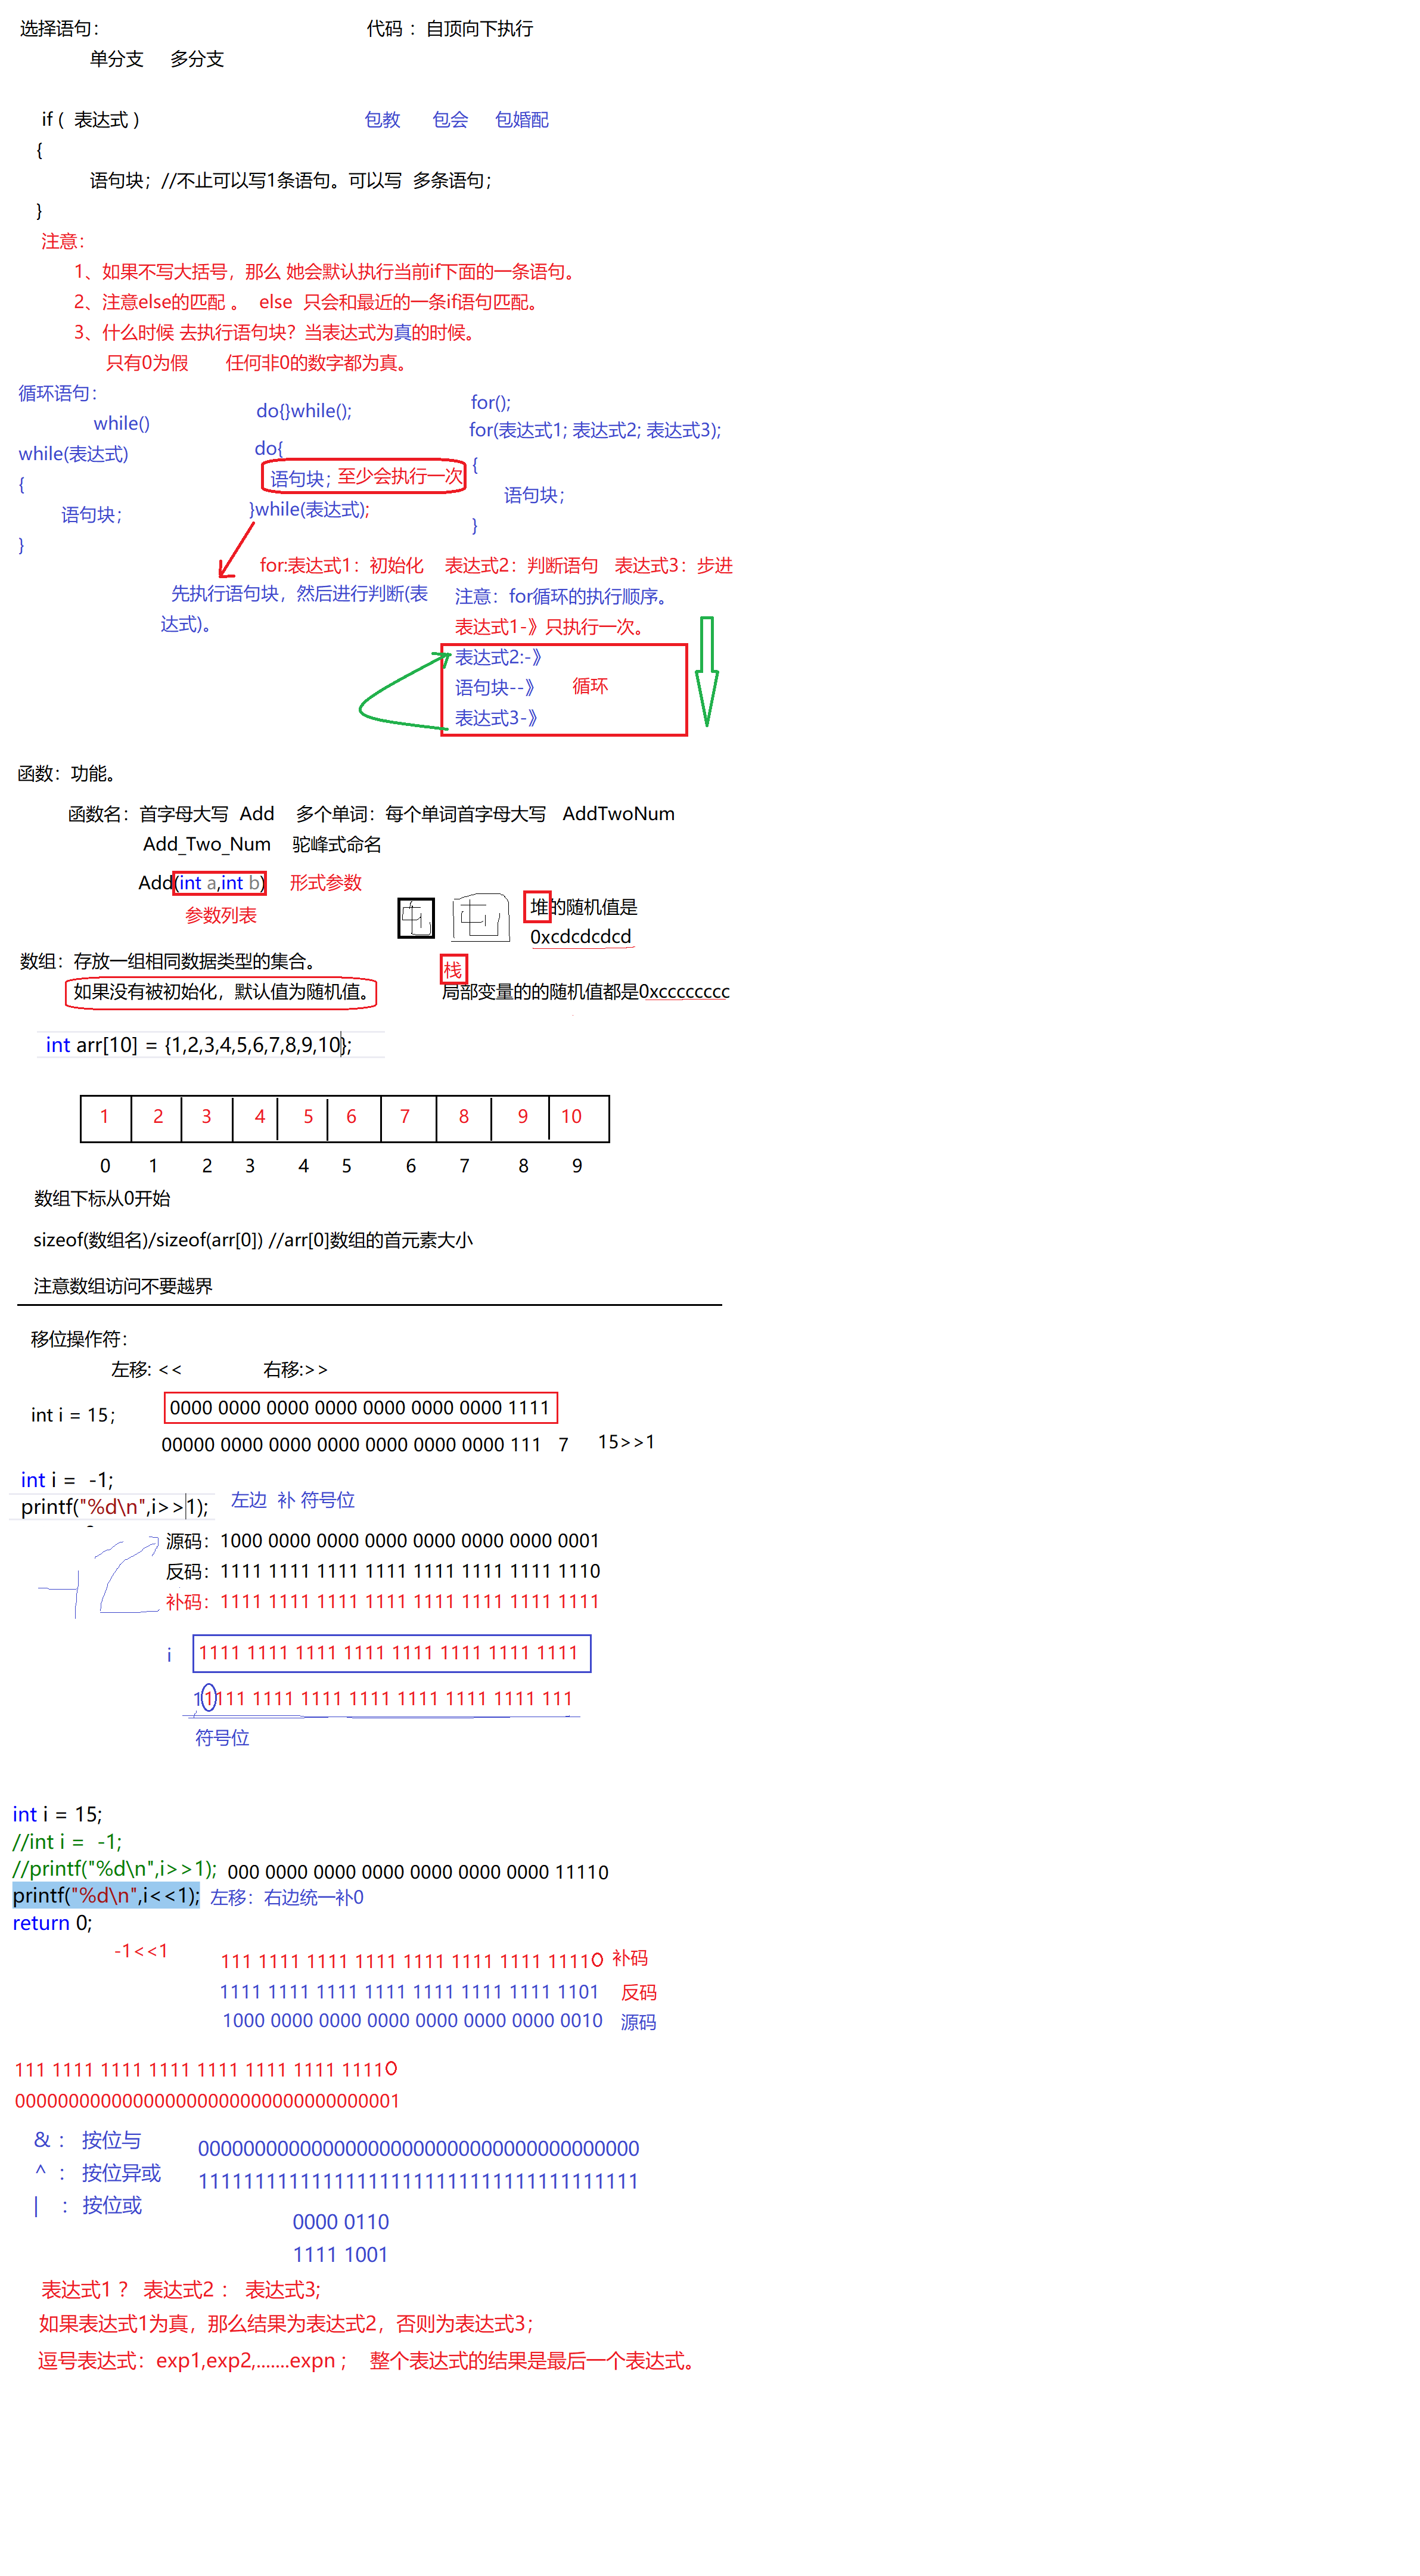 选择语句：
代码 ：自顶向下执行
单分支 多分支
if ( 表达式 )
包教 包会 包婚配
{
语句块；//不止可以写1条语句。可以写 多条语句；
}
注意：
1、如果不写大括号，那么 她会默认执行当前if下面的一条语句。
2、注意else的匹配 。 else 只会和最近的一条if语句匹配。
3、什么时候 去执行语句块？当表达式为真的时候。
只有0为假 任何非0的数字都为真。
循环语句：
while()
while(表达式)
{
语句块；
}
do{}while();
do{
语句块；至少会执行一次
}while(表达式);
for();
for(表达式1; 表达式2; 表达式3);
{
语句块；
}
for:表达式1：初始化 表达式2：判断语句 表达式3：步进
先执行语句块，然后进行判断(表
达式)。
注意：for循环的执行顺序。
表达式1-》只执行一次。
表达式2:-》
语句块--》 循环
表达式3-》
函数：功能。
函数名：首字母大写 Add 多个单词：每个单词首字母大写 AddTwoNum
Add_Two_Num 驼峰式命名
Add(int a,int b) 形式参数
参数列表
屯 屯
堆的随机值是
0xcdcdcdcd
数组：存放一组相同数据类型的集合。
栈
如果没有被初始化，默认值为随机值。
局部变量的的随机值都是0xcccccccc
int arr[10] = {1,2,3,4,5,6,7,8,9,10};
1 2 3 4 5 6 7 8 9 10
0 1 2 3 4 5 6 7 8 9
数组下标从0开始
sizeof(数组名)/sizeof(arr[0]) //arr[0]数组的首元素大小
注意数组访问不要越界
移位操作符：
左移: << 右移:>>
int i = 15；
0000 0000 0000 0000 0000 0000 0000 1111
00000 0000 0000 0000 0000 0000 0000 111 7 15>>1
int i = -1;
printf("%d\n",i>>1);
左边 补 符号位
源码：1000 0000 0000 0000 0000 0000 0000 0001
反码：1111 1111 1111 1111 1111 1111 1111 1110
补码：1111 1111 1111 1111 1111 1111 1111 1111
-1
i 1111 1111 1111 1111 1111 1111 1111 1111
11111 1111 1111 1111 1111 1111 1111 111
符号位
int i = 15;
//int i = -1;
//printf("%d\n",i>>1);
000 0000 0000 0000 0000 0000 0000 11110
printf("%d\n",i<<1);
左移：右边统一补0
return 0;
-1<<1
111 1111 1111 1111 1111 1111 1111 11110 补码
1111 1111 1111 1111 1111 1111 1111 1101 反码
1000 0000 0000 0000 0000 0000 0000 0010 源码
111 1111 1111 1111 1111 1111 1111 11110
00000000000000000000000000000000001
& ： 按位与
^ ： 按位异或
| ： 按位或
0000000000000000000000000000000000000000
1111111111111111111111111111111111111111
0000 0110
1111 1001
表达式1 ？ 表达式2 ： 表达式3;
如果表达式1为真，那么结果为表达式2，否则为表达式3；
逗号表达式：exp1,exp2,.......expn ； 整个表达式的结果是最后一个表达式。